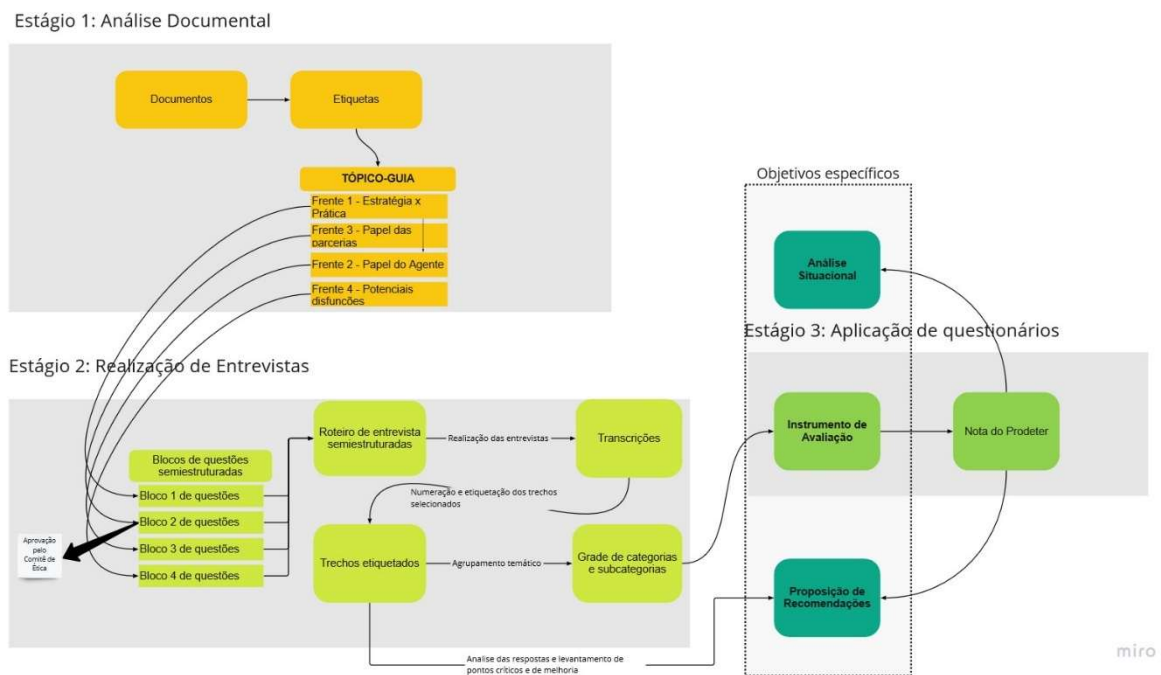 Estágio 1: Análise Documental
Documentos
Etiquetas
TÓPICO-GUIA
Frente 1 - Estratégia x
Prática
Frente 3 - Papel das
parcerias
Frente 2 - Papel do Agente
Frente 4 - Potenciais
disfuncões
Objetivos específicos
Análise
Situacional
Estágio 3: Aplicação de questionários
Instrumento de
Avaliação
Nota do Prodeter
Proposição de
Recomendações
Estágio 2: Realização de Entrevistas
Blocos de questões
semiestruturadas
Bloco 1 de questões
Bloco 2 de questões
Bloco 3 de questões
Bloco 4 de questões
Aprovação
pelo
Comitê de
Ética
Roteiro de entrevista
semiestruturadas
Realização das entrevistas
Transcrições
Numeração e etiquetação dos trechos
selecionados
Trechos etiquetados
Agrupamento temático
Grade de categorias
e subcategorias
Analise das respostas e levantamento de
pontos críticos e de melhoria
miro